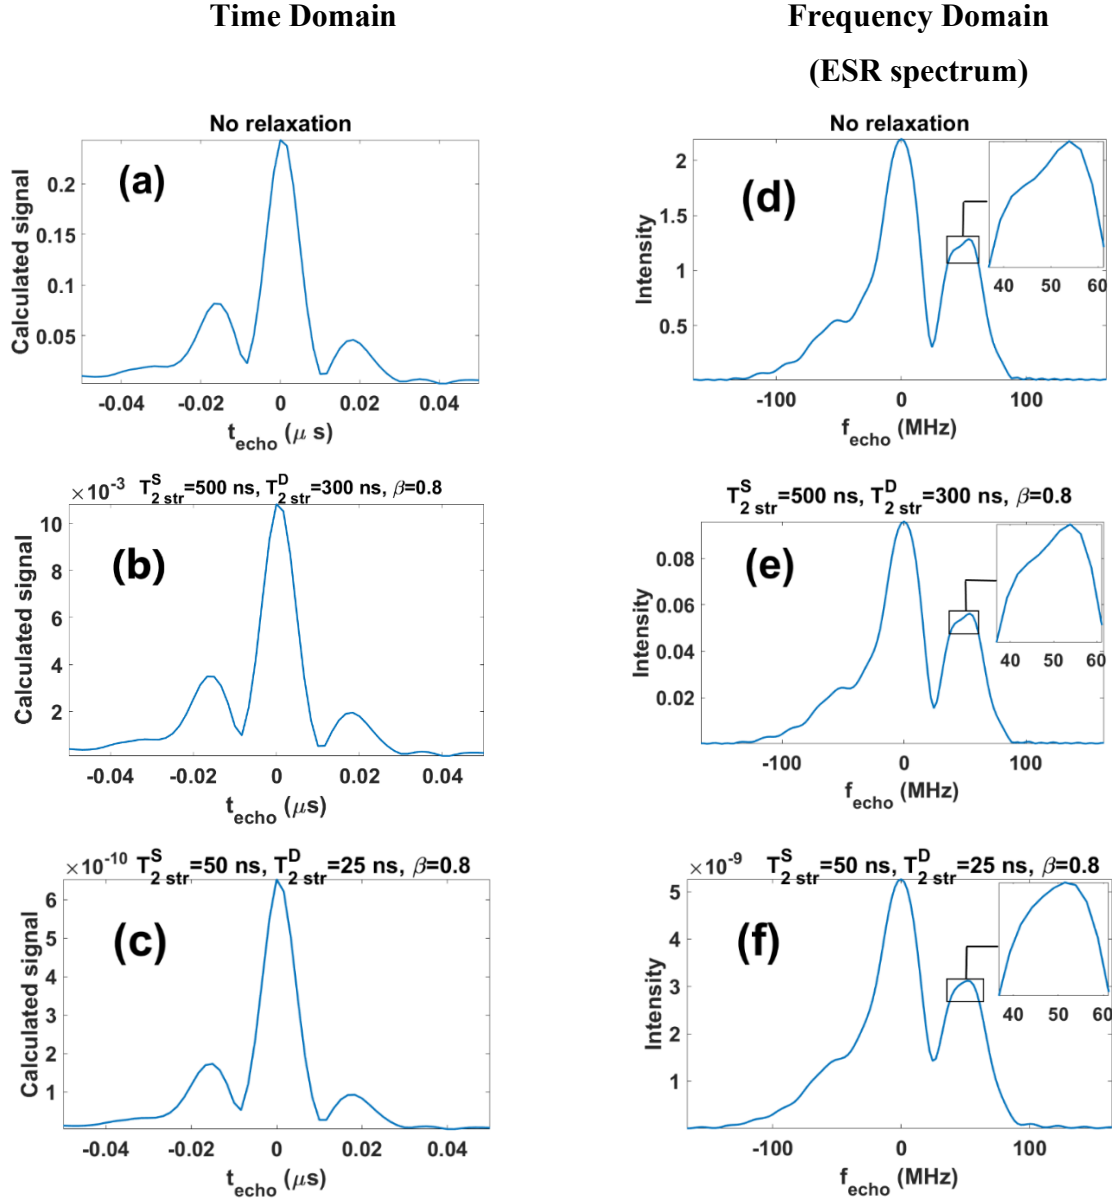 Time Domain
Frequency Domain
(ESR spectrum)
No relaxation
(a)
Calculated signal
0.2
0.15
0.1
0.05
-0.04 -0.02 0 0.02 0.04
t_echo (μ s)
No relaxation
(d)
Intensity
2
1.5
1
0.5
40 50 60
-100 0 100
f_echo (MHz)
×10^-3 T^S_2 str=500 ns, T^D_2 str=300 ns, β=0.8
(b)
Calculated signal
10
8
6
4
2
-0.04 -0.02 0 0.02 0.04
t_echo (μs)
T^S_2 str=500 ns, T^D_2 str=300 ns, β=0.8
(e)
Intensity
0.08
0.06
0.04
0.02
40 50 60
-100 0 100
f_echo (MHz)
×10^-10 T^S_2 str=50 ns, T^D_2 str=25 ns, β=0.8
(c)
Calculated signal
6
5
4
3
2
1
-0.04 -0.02 0 0.02 0.04
t_echo (μs)
×10^-9 T^S_2 str=50 ns, T^D_2 str=25 ns, β=0.8
(f)
Intensity
5
4
3
2
1
40 50 60
-100 0 100
f_echo (MHz)